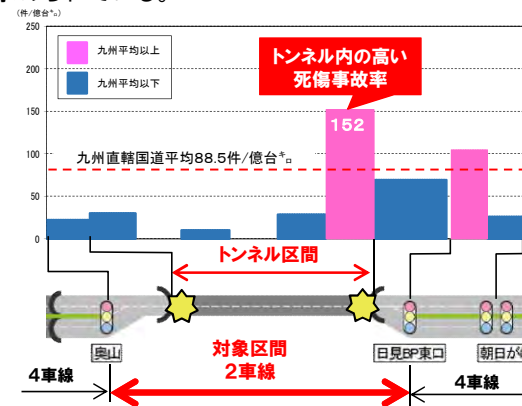 (件/億台㌔)
250
九州平均以上
九州平均以下
トンネル内の高い
死傷事故率
200
150
152
九州直轄国道平均88.5件/億台㌔
100
50
0
トンネル区間
奥山
対象区間
2車線
日見BP東口
朝日が
4車線
4車線